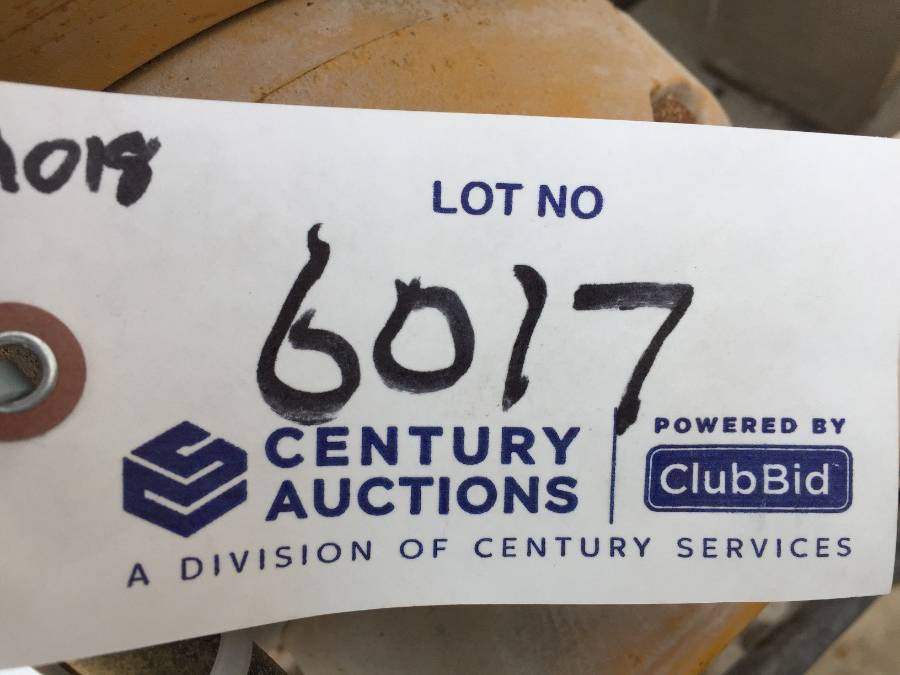 LOT NO
6017
CENTURY
AUCTIONS
POWERED BY
ClubBid
A DIVISION OF CENTURY SERVICES